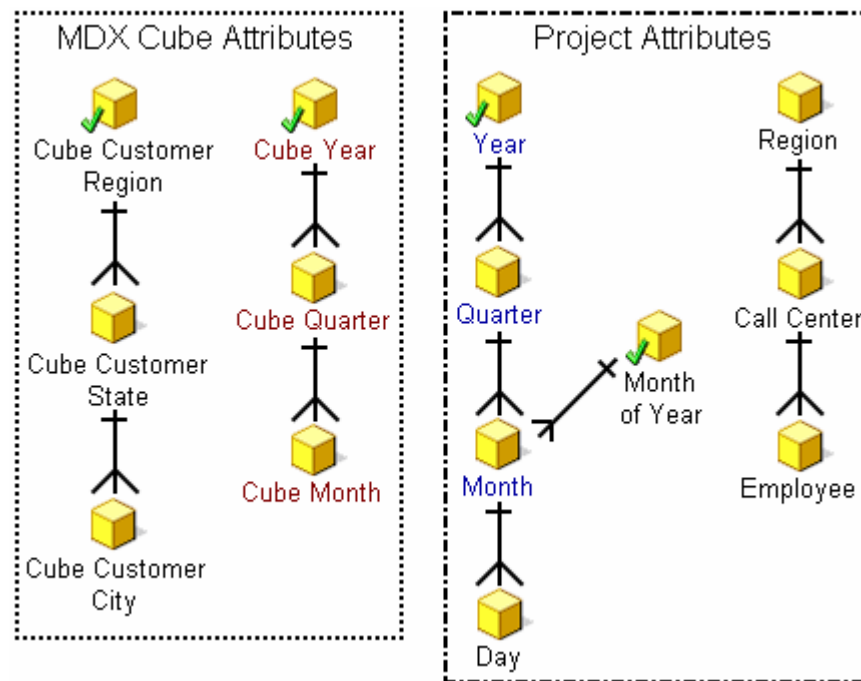 MDX Cube Attributes
Cube Customer
Region
Cube Customer
State
Cube Customer
City
Cube Year
Cube Quarter
Cube Month
Project Attributes
Year
Quarter
Month
Day
Month
of Year
Region
Call Center
Employee